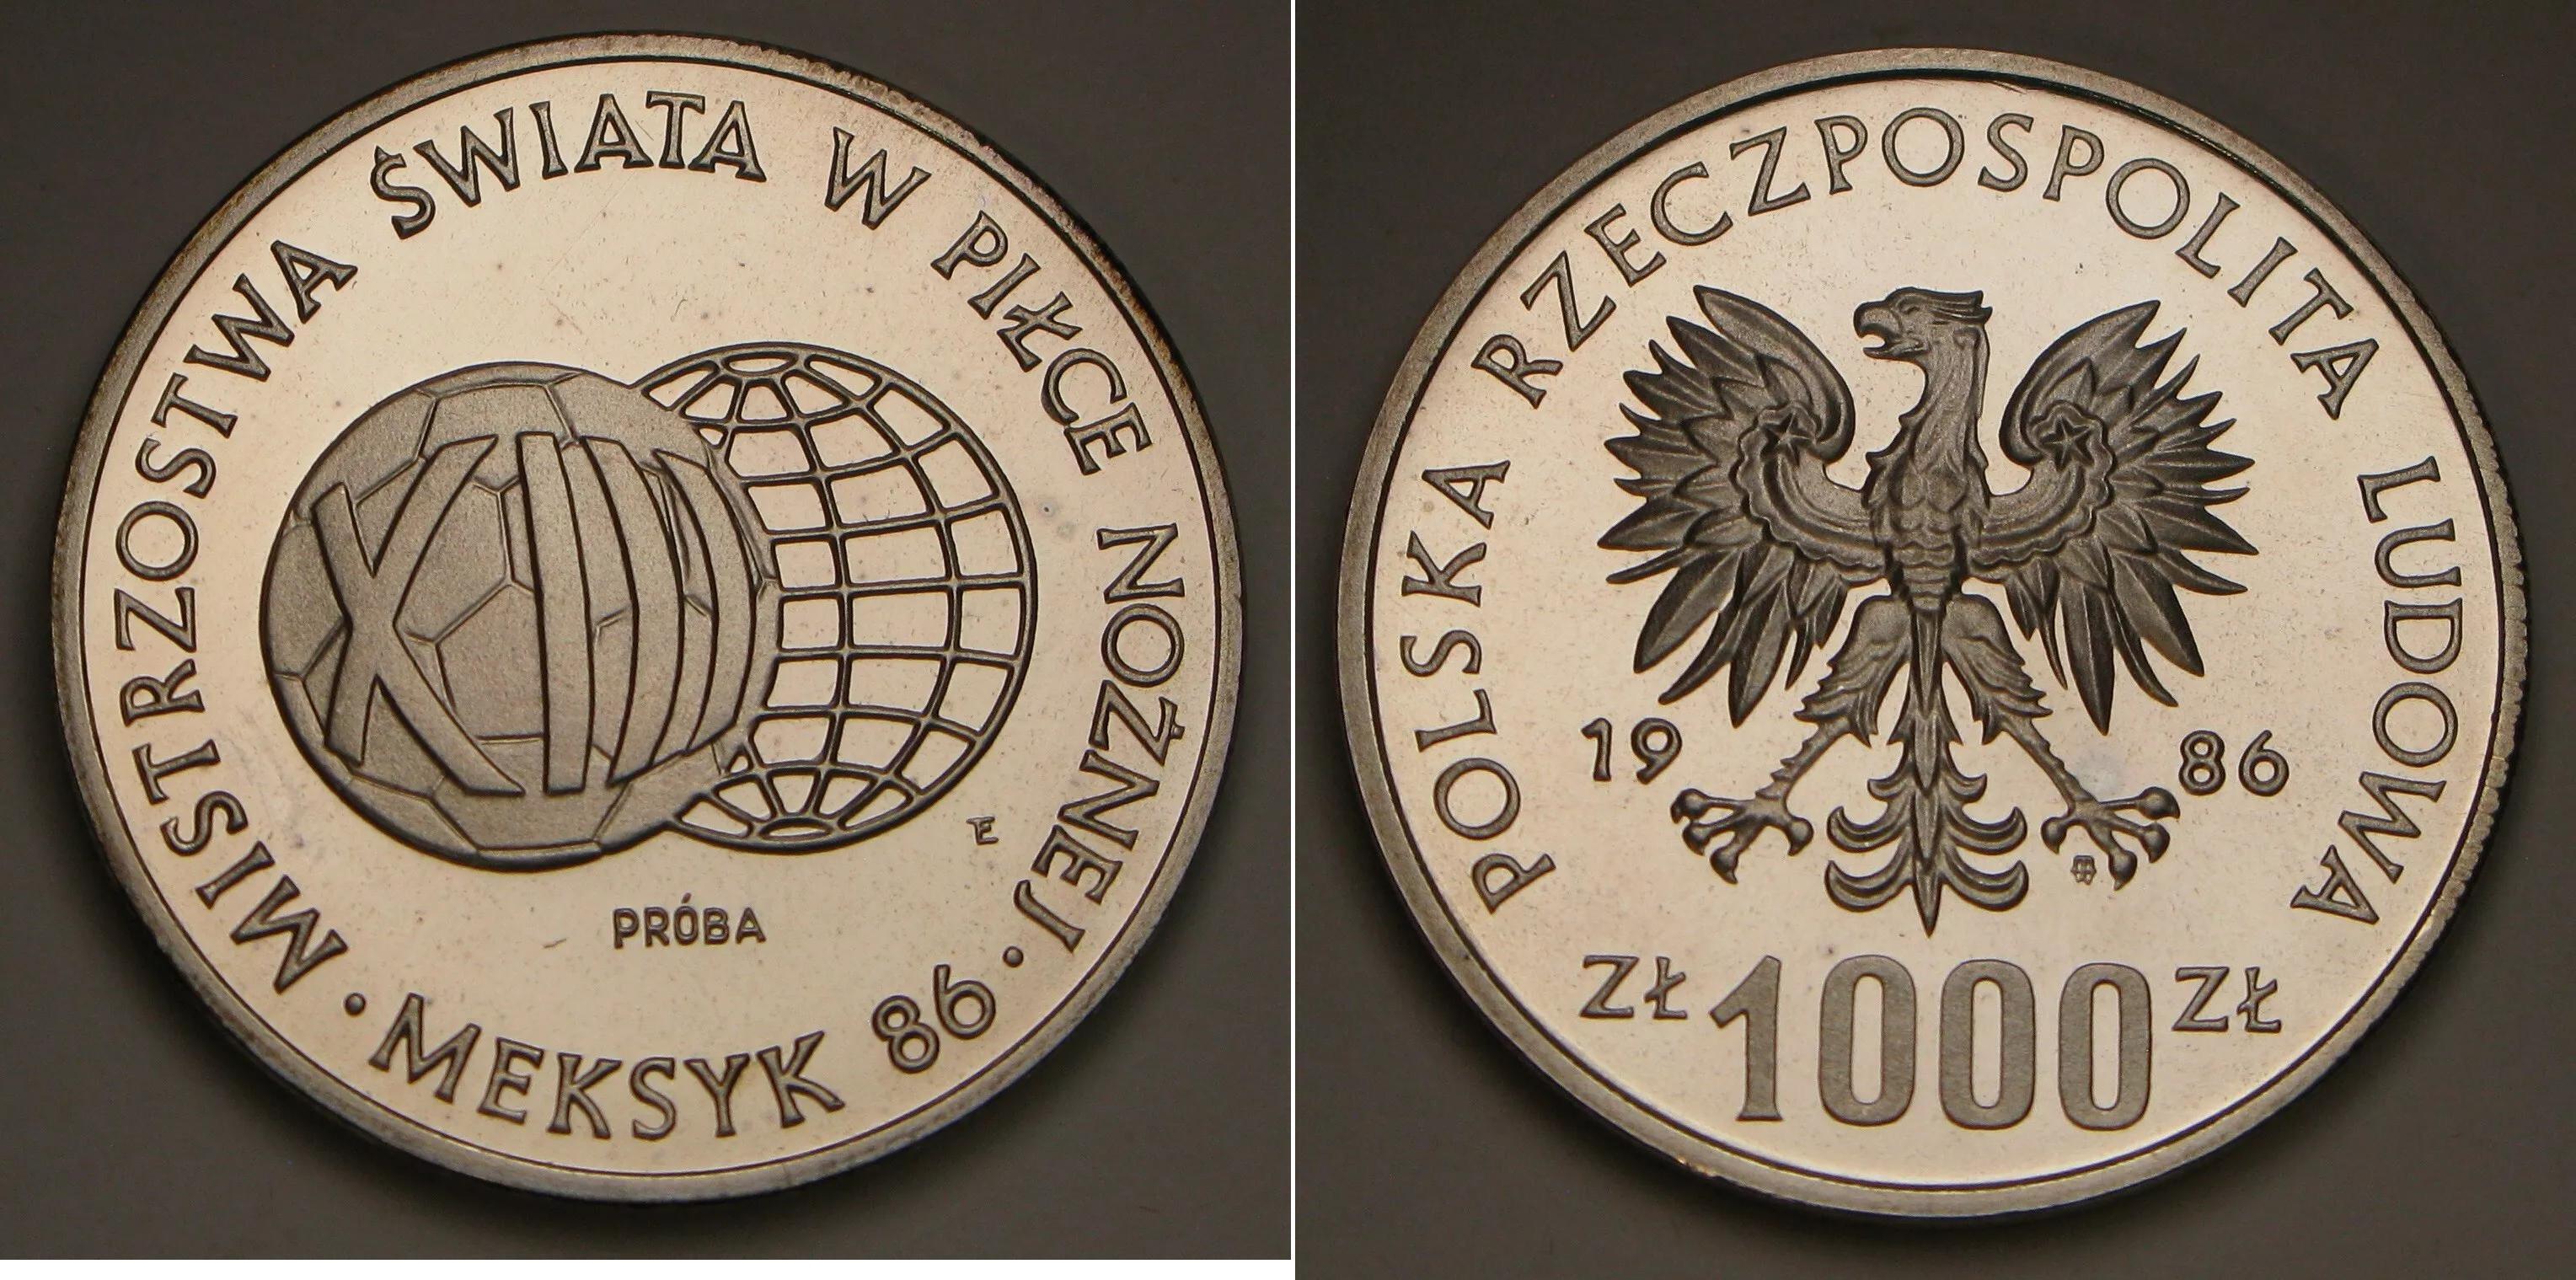 MISTRZOSTWA ŚWIATA W PIŁCE NOŻNEJ
• MEKSYK 86 •
XIII
E
PRÓBA
POLSKA RZECZPOSPOLITA LUDOWA
19 86
ZŁ 1000 ZŁ